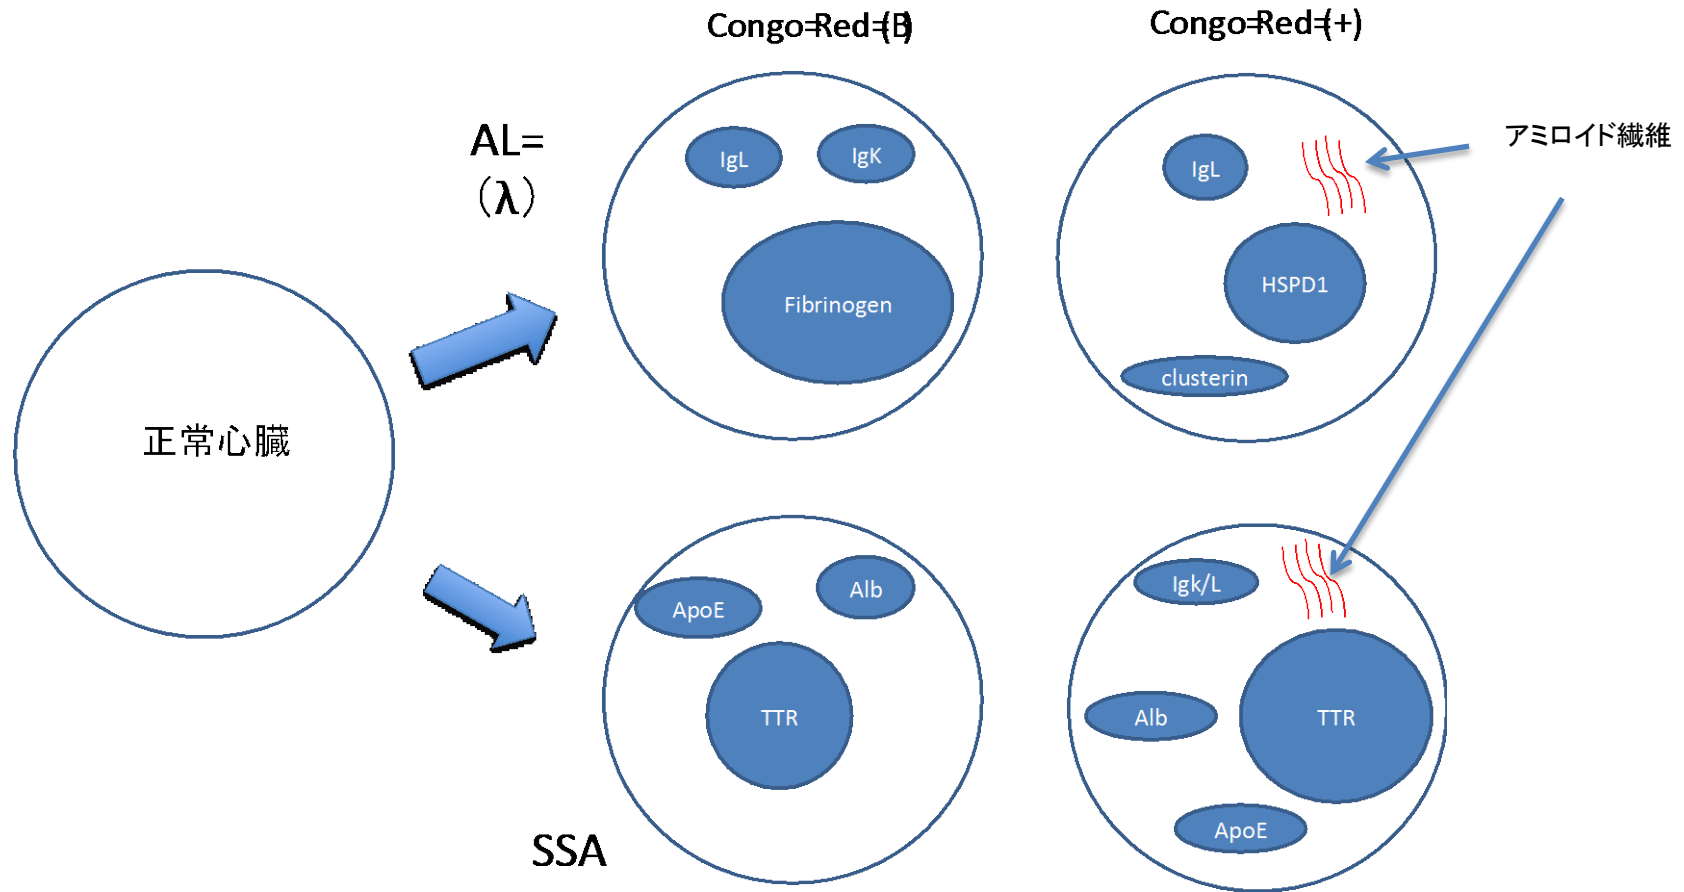 Congo=Red=(B)
Congo=Red=(+)
AL=
（λ）
IgL
IgK
Fibrinogen
IgL
アミロイド繊維
HSPD1
clusterin
正常心臓
ApoE
Alb
TTR
Igk/L
Alb
TTR
ApoE
SSA